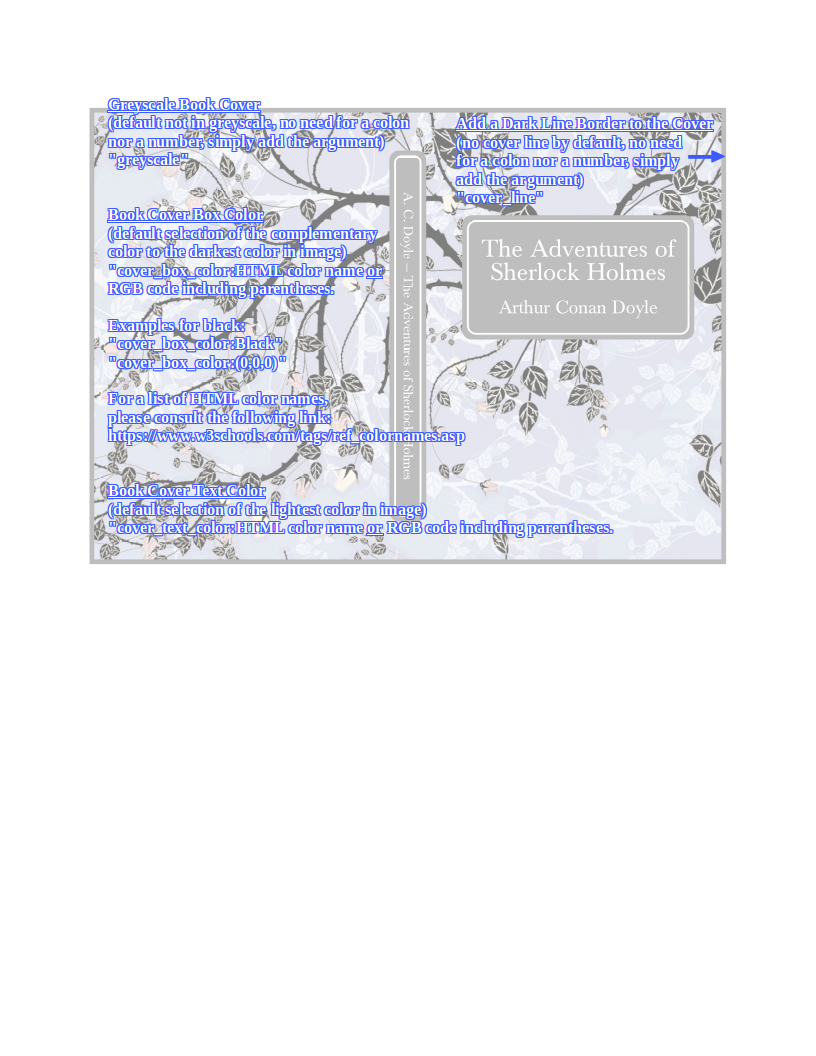 Greyscale Book Cover
(default not in greyscale, no need for a colon
nor a number, simply add the argument)
"greyscale"
Book Cover Box Color
(default selection of the complementary
color to the darkest color in image)
"cover_box_color:HTML color name or
RGB code including parentheses.
Examples for black:
"cover_box_color:Black"
"cover_box_color:(0,0,0)"
For a list of HTML color names,
please consult the following link:
https://www.w3schools.com/tags/ref_colornames.asp
Book Cover Text Color
(default selection of the lightest color in image)
"cover_text_color:HTML color name or RGB code including parentheses.
A. C. Doyle – The Adventures of Sherlock Holmes
Add a Dark Line Border to the Cover
(no cover line by default, no need
for a colon nor a number, simply
add the argument)
"cover_line"
The Adventures of
Sherlock Holmes
Arthur Conan Doyle